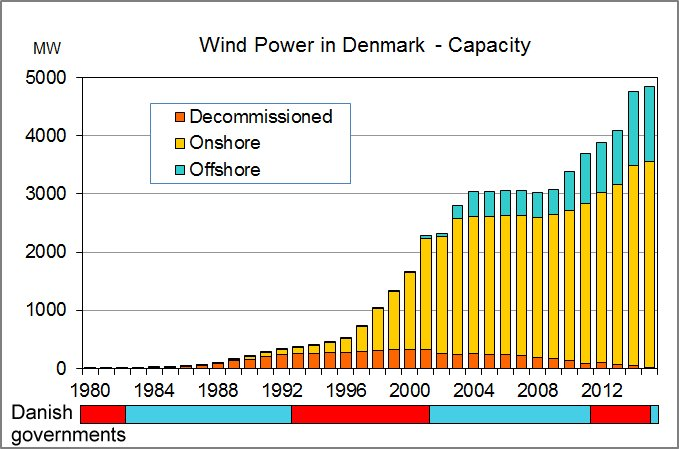 Wind Power in Denmark - Capacity
MW
5000
4000
3000
2000
1000
0
Decommissioned
Onshore
Offshore
1980 1984 1988 1992 1996 2000 2004 2008 2012
Danish
governments